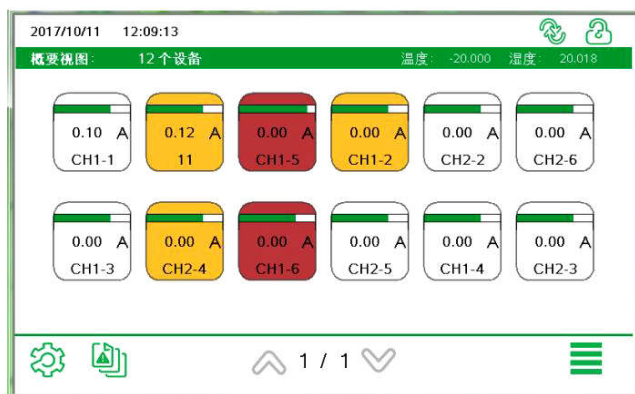 2017/10/11 12:09:13
概要视图: 12 个设备 温度: -20.000 湿度: 20.018
0.10 A 0.12 A 0.00 A 0.00 A 0.00 A 0.00 A
CH1-1 11 CH1-5 CH1-2 CH2-2 CH2-6
0.00 A 0.00 A 0.00 A 0.00 A 0.00 A 0.00 A
CH1-3 CH2-4 CH1-6 CH2-5 CH1-4 CH2-3
1 / 1